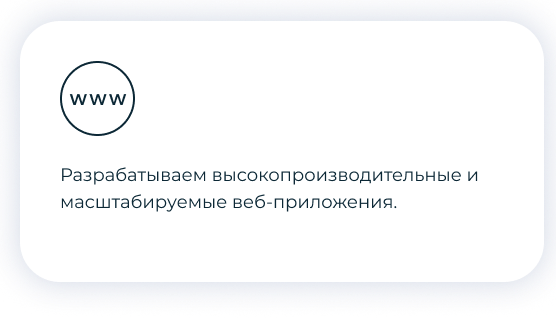 www
Разрабатываем высокопроизводительные и
масштабируемые веб-приложения.